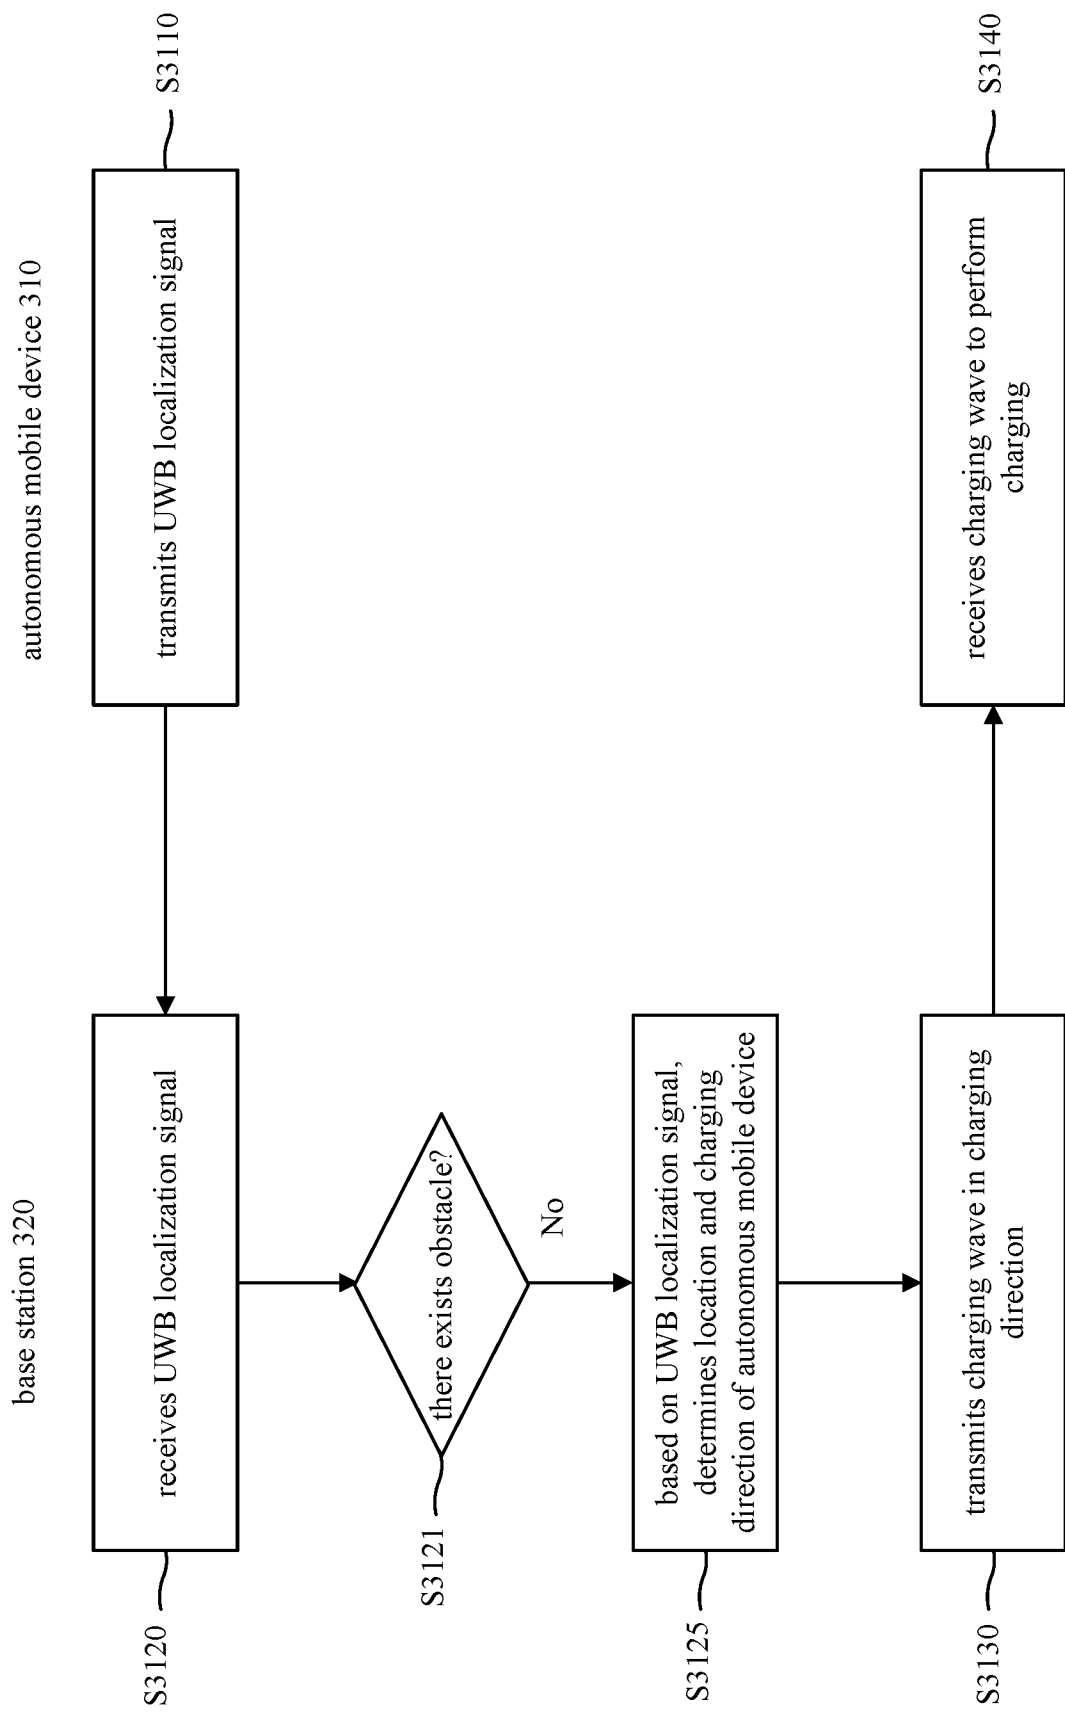 base station 320
autonomous mobile device 310
S3120
receives UWB localization signal
transmits UWB localization signal
S3110
S3121
there exists obstacle?
No
S3125
based on UWB localization signal,
determines location and charging
direction of autonomous mobile device
S3130
transmits charging wave in charging
direction
receives charging wave to perform
charging
S3140